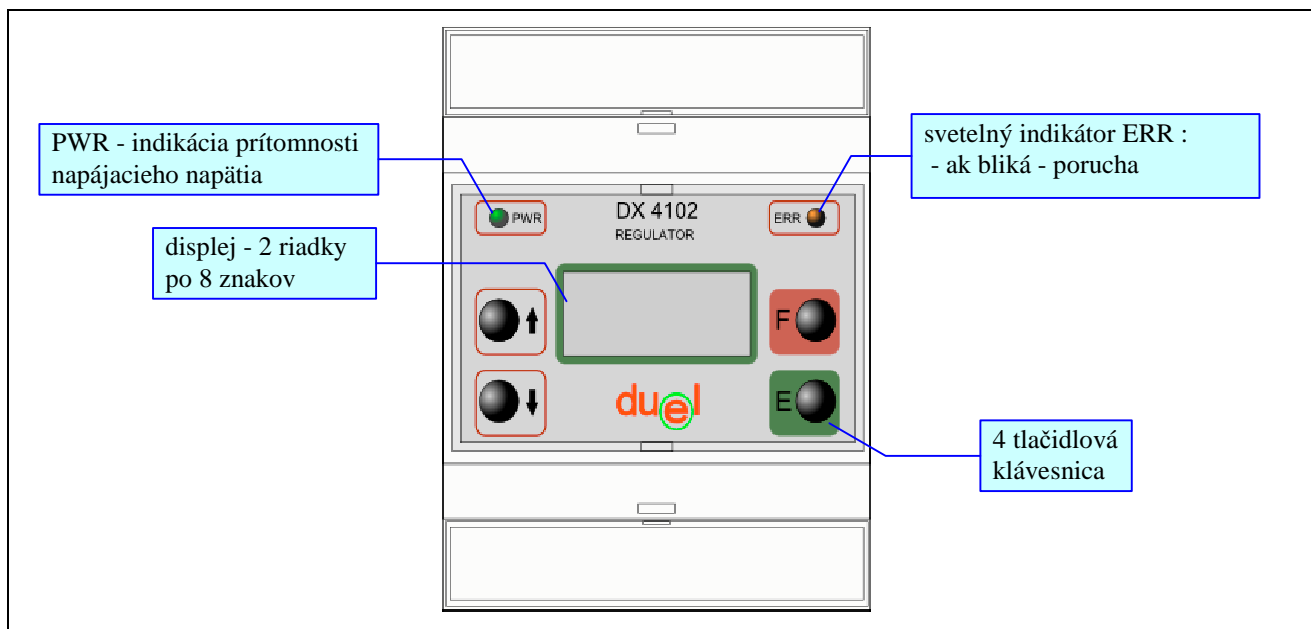 PWR - indikácia prítomnosti
napájacieho napätia
svetelný indikátor ERR :
- ak bliká - porucha
PWR
DX 4102
REGULATOR
ERR
displej - 2 riadky
po 8 znakov
F
duel
E
4 tlačidlová
klávesnica